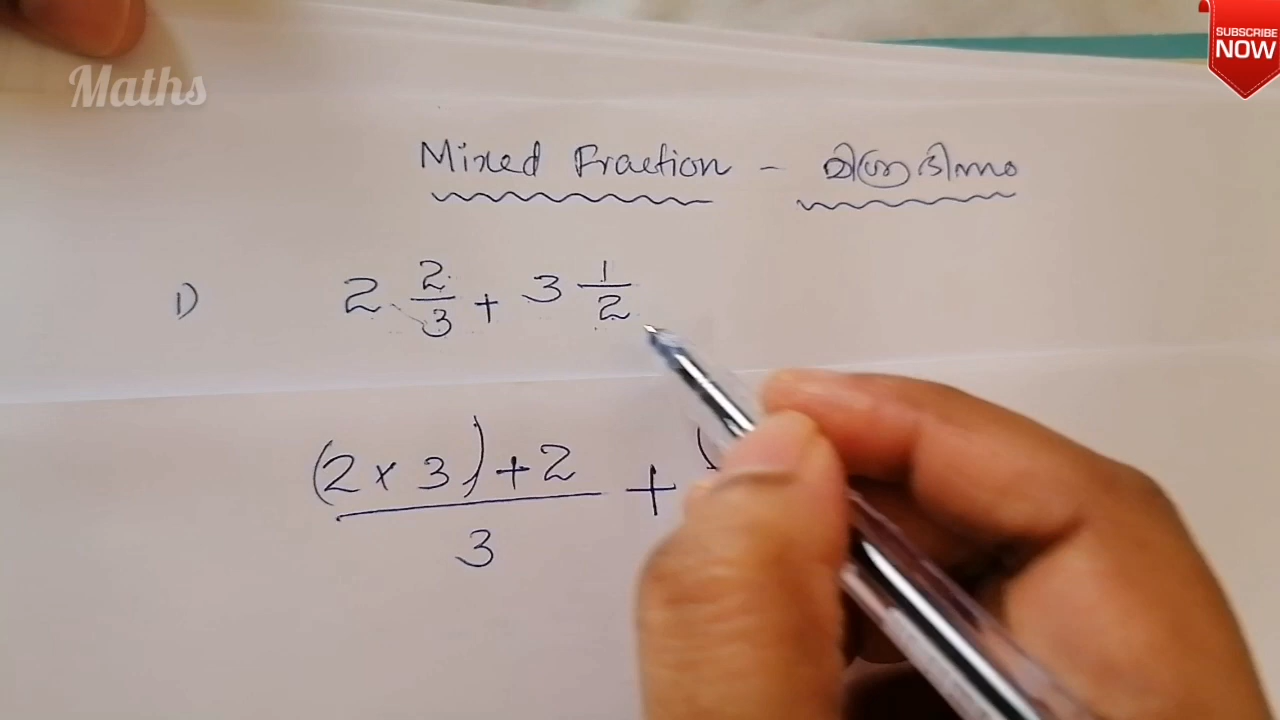 SUBSCRIBE
NOW
Maths
Mixed Fraction - മിശ്രഭിന്നം
1) 2 2/3 + 3 1/2
(2 × 3) + 2 / 3 + (